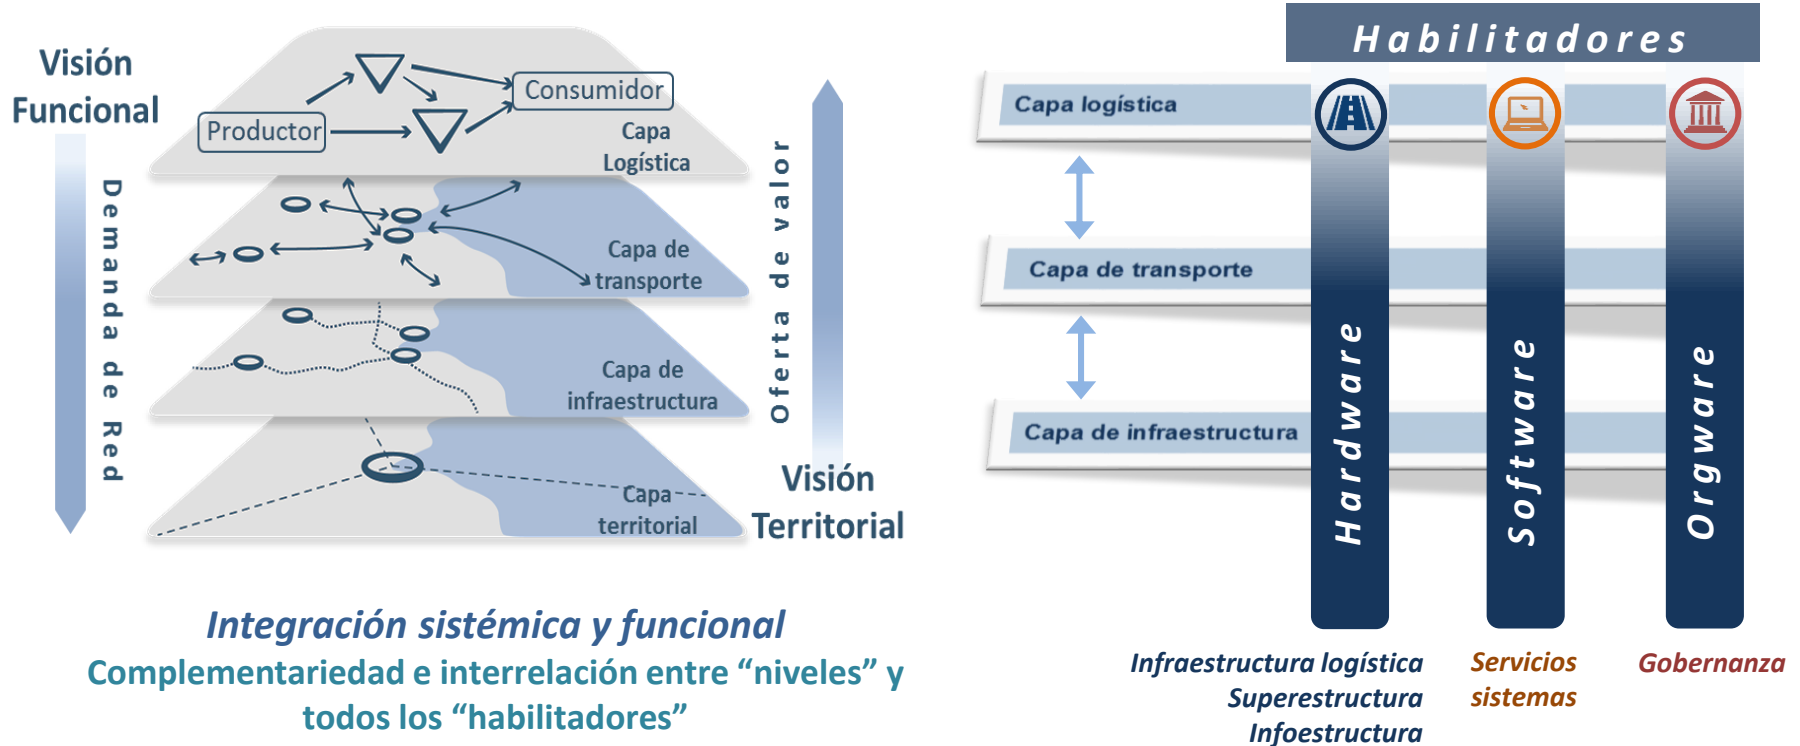 Visión
Funcional
Demanda de Red
Productor
Consumidor
Capa
Logística
Capa de
transporte
Capa de
infraestructura
Capa
territorial
Oferta de valor
Visión
Territorial
Integración sistémica y funcional
Complementariedad e interrelación entre “niveles” y
todos los “habilitadores”
Habilitadores
Capa logística
Capa de transporte
Capa de infraestructura
Hardware
Software
Orgware
Infraestructura logística
Superestructura
Infoestructura
Servicios
sistemas
Gobernanza